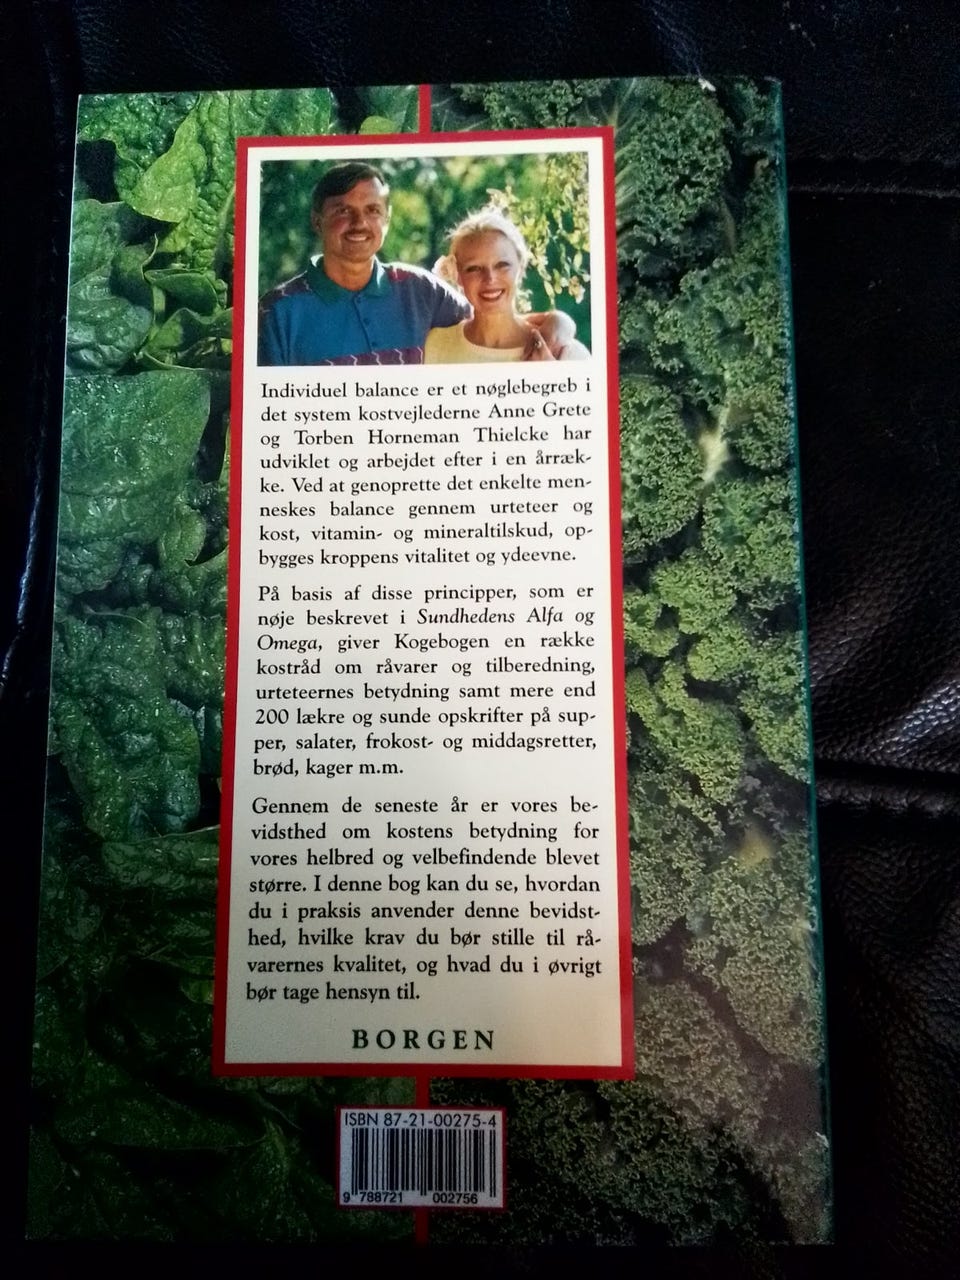 Individuel balance er et nøglebegreb i
det system kostvejlederne Anne Grete
og Torben Horneman Thielcke har
udviklet og arbejdet efter i en årræk-
ke. Ved at genoprette det enkelte men-
neskes balance gennem urteteer og
kost, vitamin- og mineraltilskud, op-
bygges kroppens vitalitet og ydeevne.
På basis af disse principper, som er
nøje beskrevet i Sundhedens Alfa og
Omega, giver Kogebogen en række
kostråd om råvarer og tilberedning,
urteteernes betydning samt mere end
200 lækre og sunde opskrifter på sup-
per, salater, frokost- og middagsretter,
brød, kager m.m.
Gennem de seneste år er vores be-
vidsthed om kostens betydning for
vores helbred og velbefindende blevet
større. I denne bog kan du se, hvordan
du i praksis anvender denne bevidst-
hed, hvilke krav du bør stille til rå-
varernes kvalitet, og hvad du i øvrigt
bør tage hensyn til.
BORGEN
ISBN 87-21-00275-4
9 788721 002756